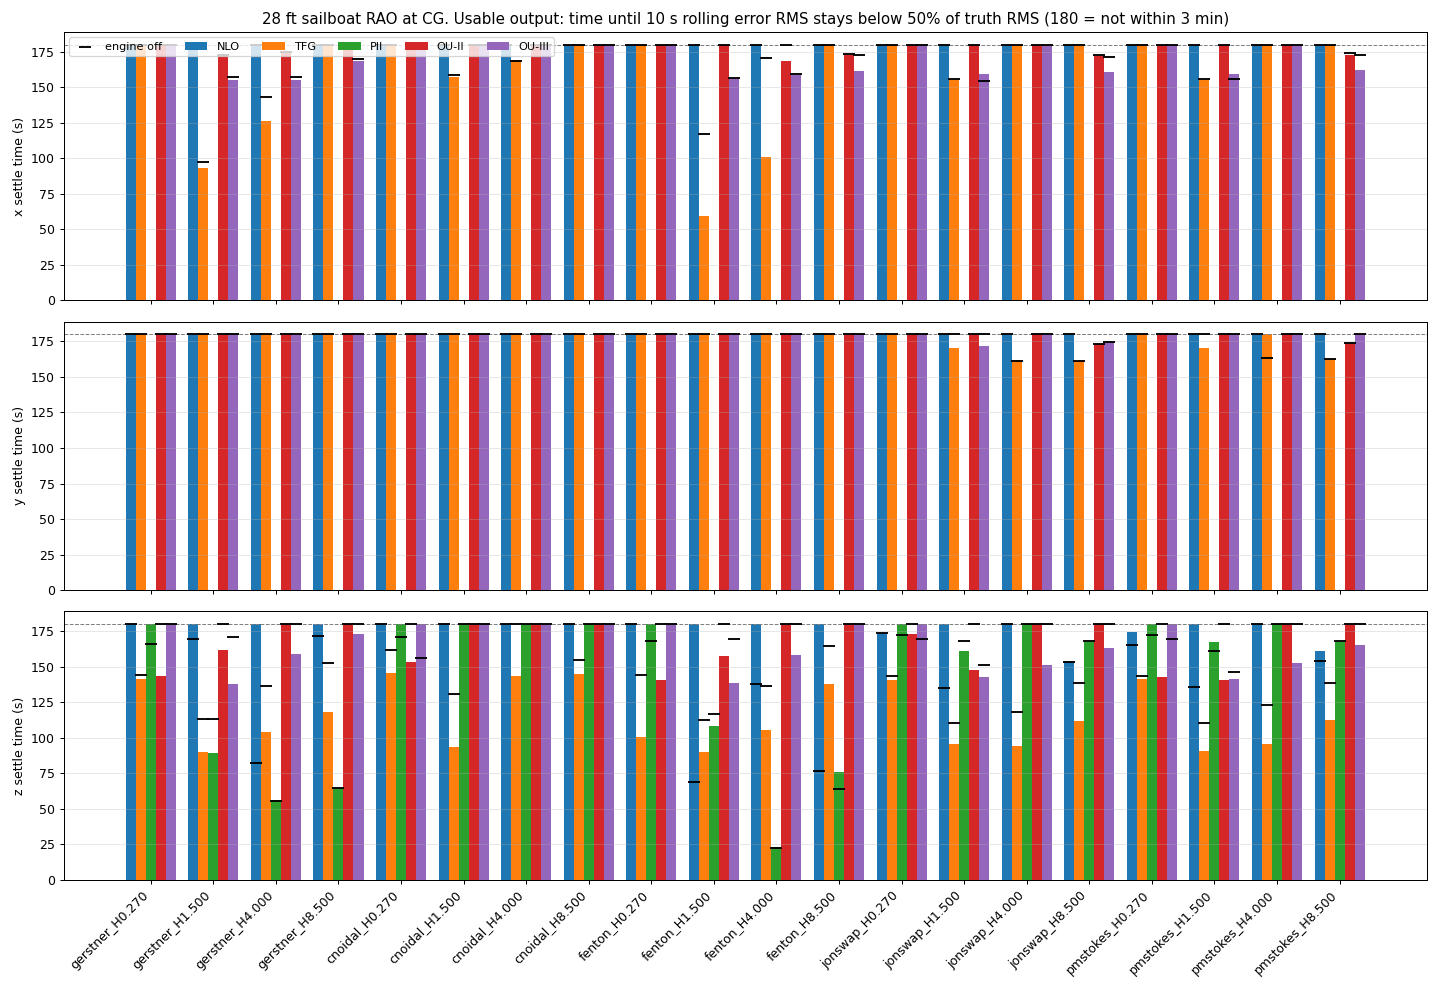 28 ft sailboat RAO at CG. Usable output: time until 10 s rolling error RMS stays below 50% of truth RMS (180 = not within 3 min)
engine off NLO TFG PII OU-II OU-III
x settle time (s)
175
150
125
100
75
50
25
0
y settle time (s)
175
150
125
100
75
50
25
0
z settle time (s)
175
150
125
100
75
50
25
0
gerstner_H0.270
gerstner_H1.500
gerstner_H4.000
gerstner_H8.500
cnoidal_H0.270
cnoidal_H1.500
cnoidal_H4.000
cnoidal_H8.500
fenton_H0.270
fenton_H1.500
fenton_H4.000
fenton_H8.500
jonswap_H0.270
jonswap_H1.500
jonswap_H4.000
jonswap_H8.500
pmstokes_H0.270
pmstokes_H1.500
pmstokes_H4.000
pmstokes_H8.500